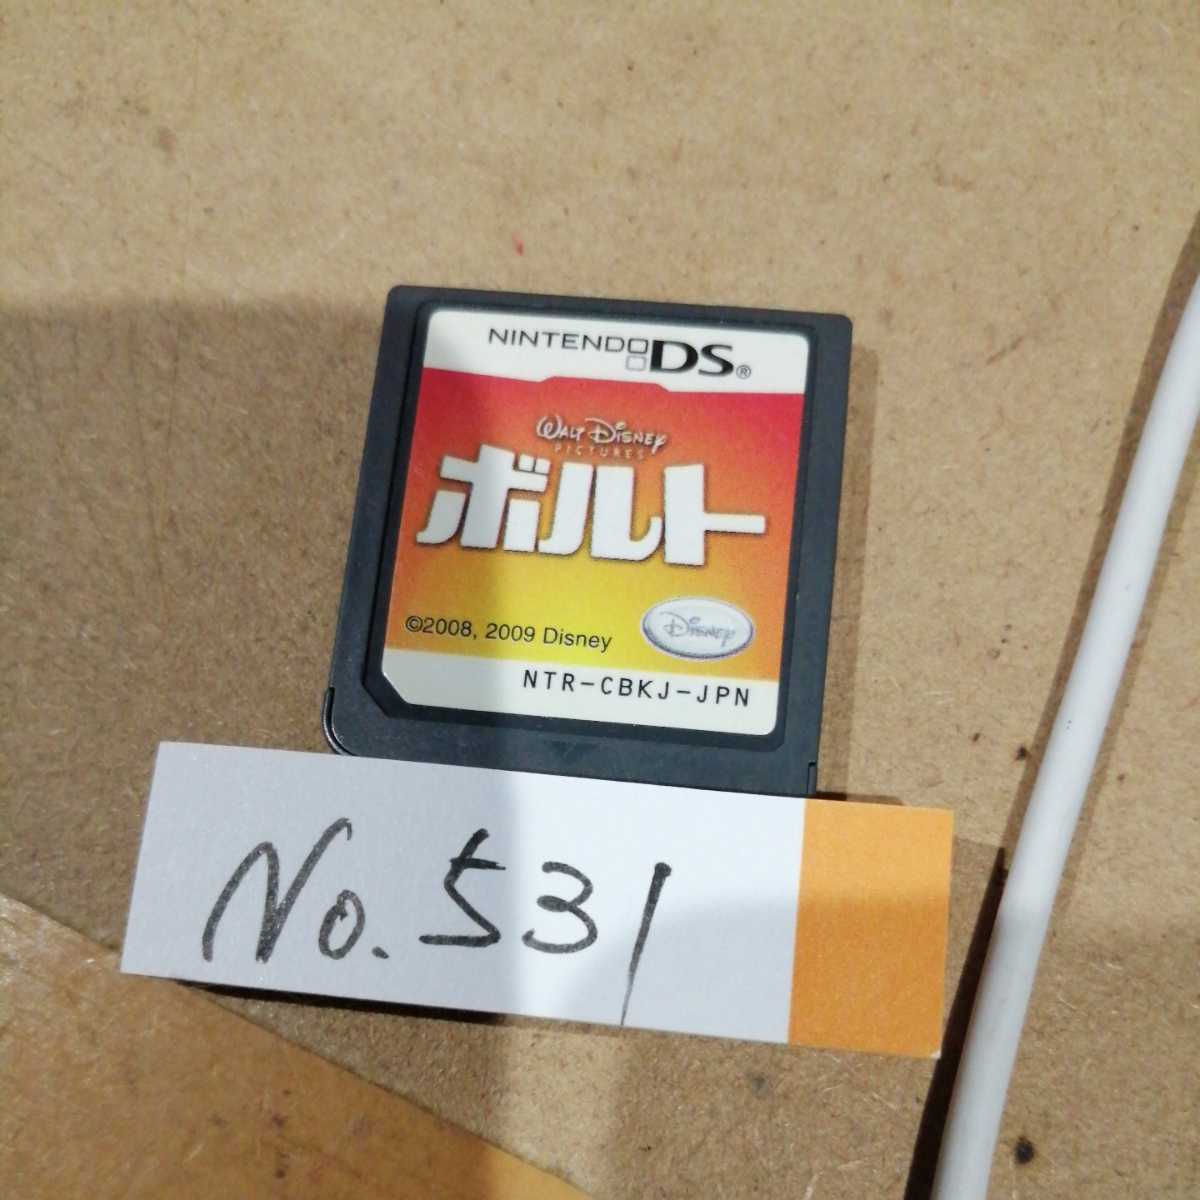 NINTENDO DS®
WALT DISNEY
PICTURES
ボルト
©2008, 2009 Disney
Disney
NTR-CBKJ-JPN
No.531